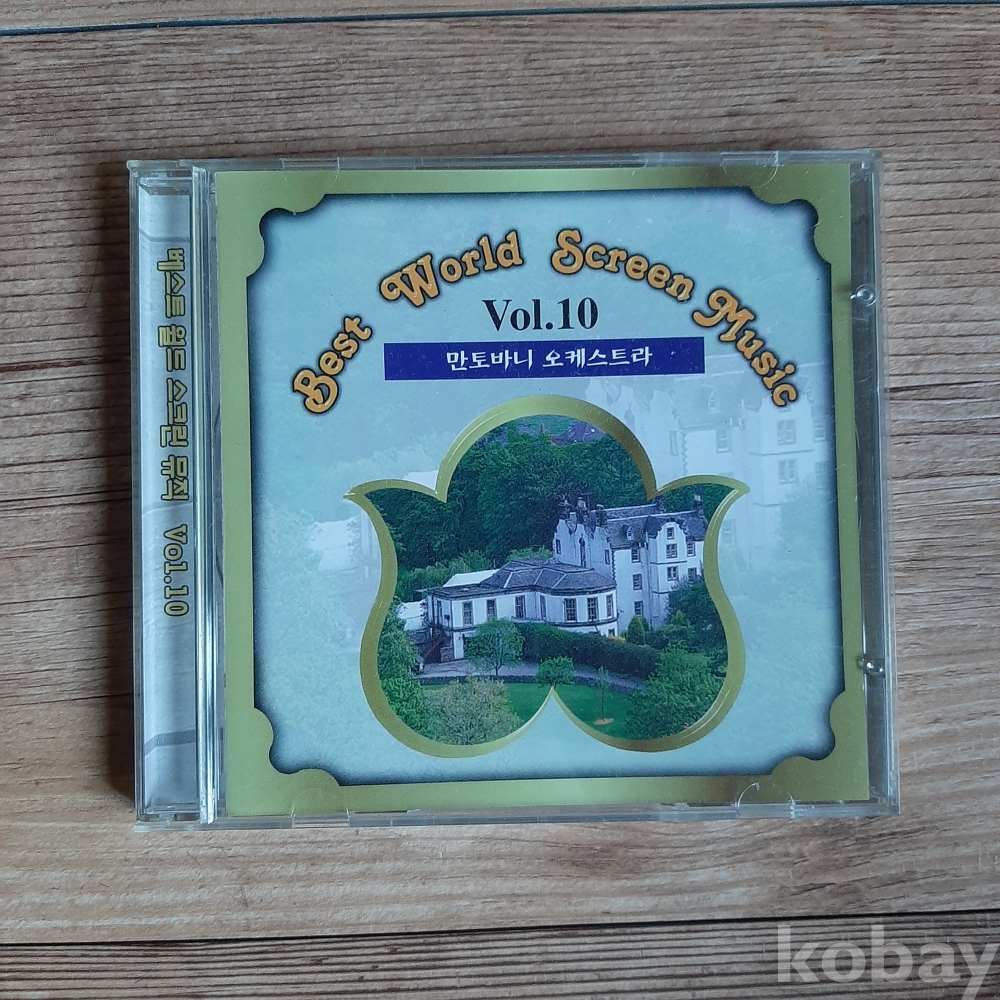 Best World Screen Music
Vol.10
만토바니 오케스트라
베스트 월드 스크린 뮤직 Vol.10
kobay